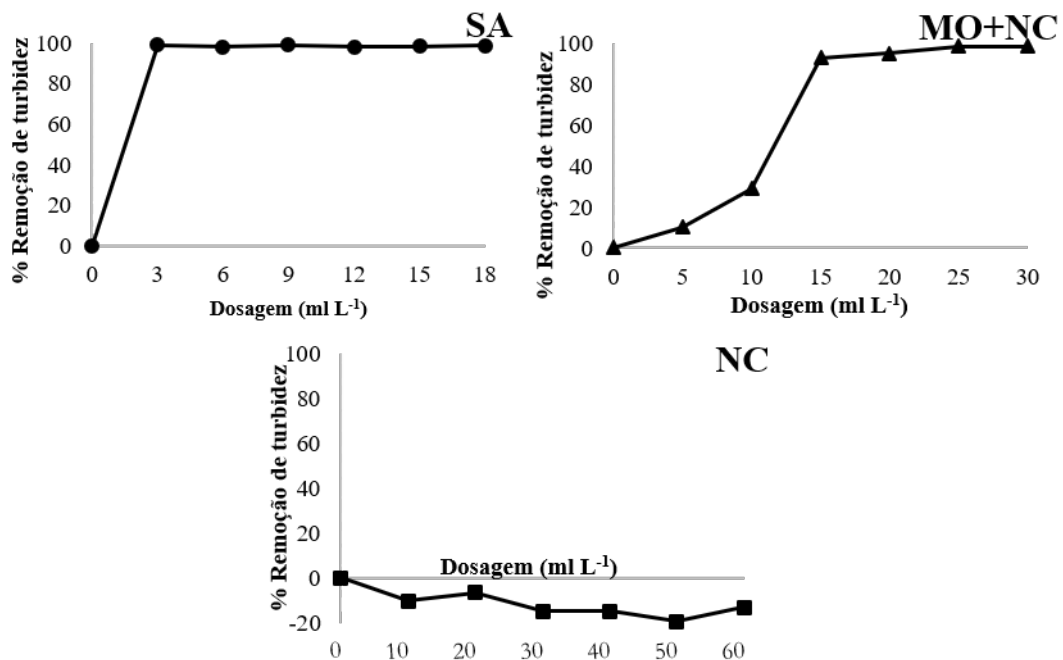 SA
% Remoção de turbidez
100
80
60
40
20
0
0 3 6 9 12 15 18
Dosagem (ml L-1)
MO+NC
% Remoção de turbidez
100
80
60
40
20
0
0 5 10 15 20 25 30
Dosagem (ml L-1)
NC
% Remoção de turbidez
100
80
60
40
20
0
-20
Dosagem (ml L-1)
0 10 20 30 40 50 60